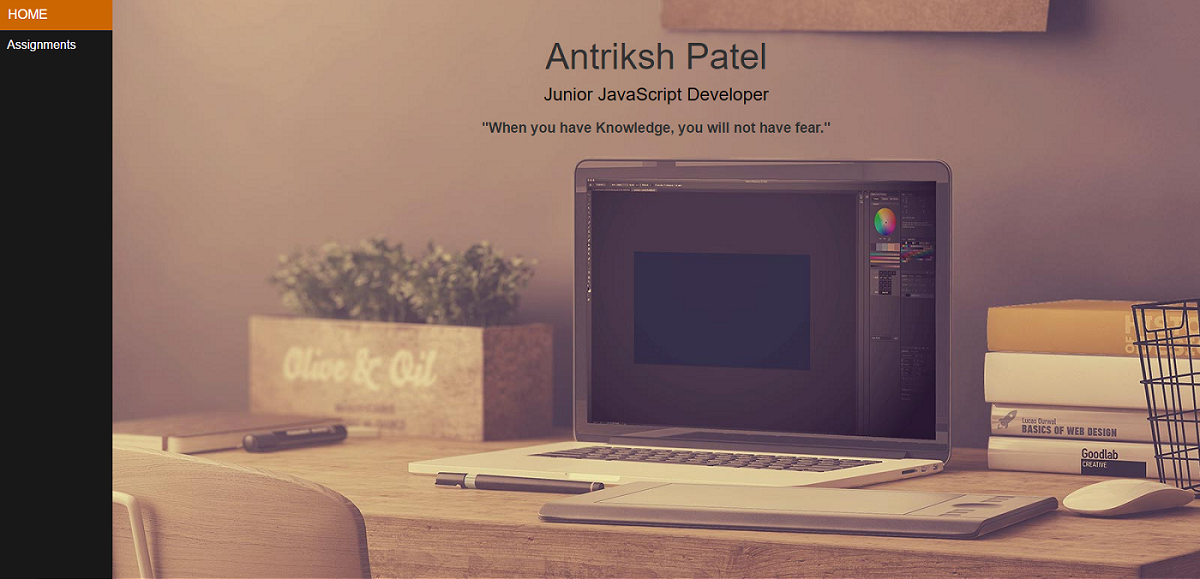 HOME
Assignments
Antriksh Patel
Junior JavaScript Developer
"When you have Knowledge, you will not have fear."
Olive & Oil
Lucas Durwal
BASICS OF WEB DESIGN
Goodlab
CREATIVE